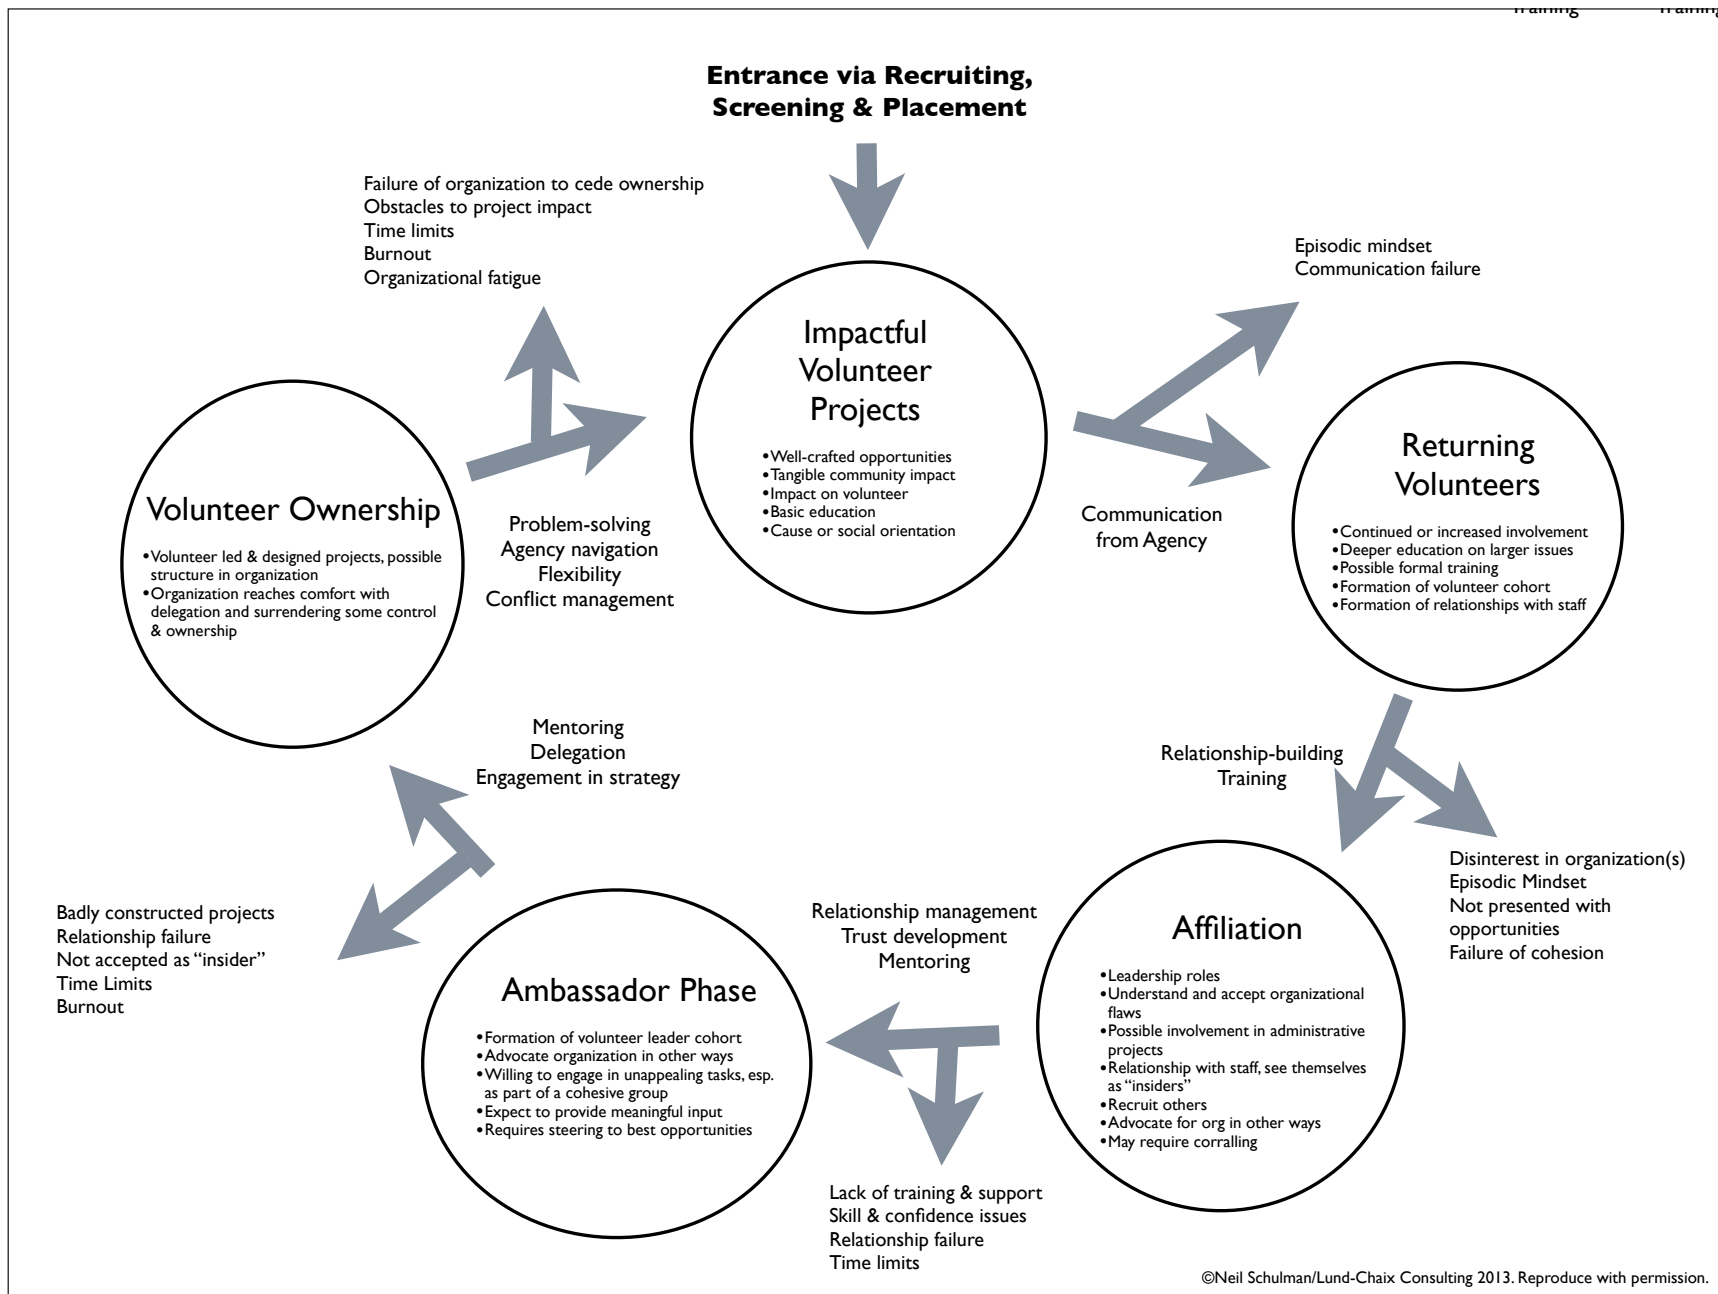 Training Training
Entrance via Recruiting,
Screening & Placement
Failure of organization to cede ownership
Obstacles to project impact
Time limits
Burnout
Organizational fatigue
Episodic mindset
Communication failure
Impactful
Volunteer
Projects
•Well-crafted opportunities
•Tangible community impact
•Impact on volunteer
•Basic education
•Cause or social orientation
Returning
Volunteers
•Continued or increased involvement
•Deeper education on larger issues
•Possible formal training
•Formation of volunteer cohort
•Formation of relationships with staff
Communication
from Agency
Volunteer Ownership
•Volunteer led & designed projects, possible
structure in organization
•Organization reaches comfort with
delegation and surrendering some control
& ownership
Problem-solving
Agency navigation
Flexibility
Conflict management
Mentoring
Delegation
Engagement in strategy
Relationship-building
Training
Disinterest in organization(s)
Episodic Mindset
Not presented with
opportunities
Failure of cohesion
Badly constructed projects
Relationship failure
Not accepted as “insider”
Time Limits
Burnout
Relationship management
Trust development
Mentoring
Affiliation
•Leadership roles
•Understand and accept organizational
flaws
•Possible involvement in administrative
projects
•Relationship with staff, see themselves
as “insiders”
•Recruit others
•Advocate for org in other ways
•May require corralling
Ambassador Phase
•Formation of volunteer leader cohort
•Advocate organization in other ways
•Willing to engage in unappealing tasks, esp.
as part of a cohesive group
•Expect to provide meaningful input
•Requires steering to best opportunities
Lack of training & support
Skill & confidence issues
Relationship failure
Time limits
©Neil Schulman/Lund-Chaix Consulting 2013. Reproduce with permission.